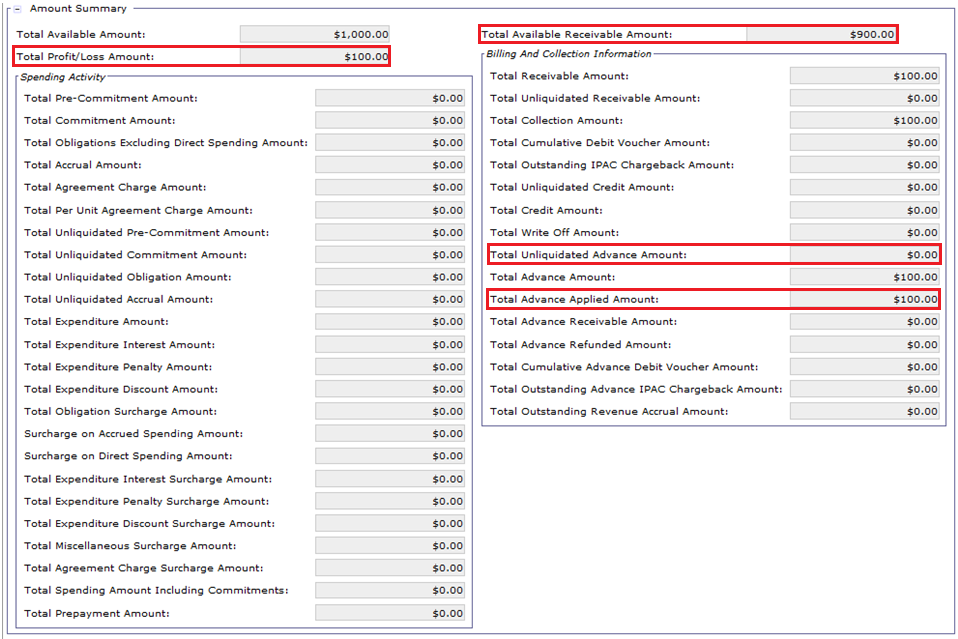 Amount Summary
Total Available Amount: $1,000.00
Total Profit/Loss Amount: $100.00
Spending Activity
Total Pre-Commitment Amount: $0.00
Total Commitment Amount: $0.00
Total Obligations Excluding Direct Spending Amount: $0.00
Total Accrual Amount: $0.00
Total Agreement Charge Amount: $0.00
Total Per Unit Agreement Charge Amount: $0.00
Total Unliquidated Pre-Commitment Amount: $0.00
Total Unliquidated Commitment Amount: $0.00
Total Unliquidated Obligation Amount: $0.00
Total Unliquidated Accrual Amount: $0.00
Total Expenditure Amount: $0.00
Total Expenditure Interest Amount: $0.00
Total Expenditure Penalty Amount: $0.00
Total Expenditure Discount Amount: $0.00
Total Obligation Surcharge Amount: $0.00
Surcharge on Accrued Spending Amount: $0.00
Surcharge on Direct Spending Amount: $0.00
Total Expenditure Interest Surcharge Amount: $0.00
Total Expenditure Penalty Surcharge Amount: $0.00
Total Expenditure Discount Surcharge Amount: $0.00
Total Miscellaneous Surcharge Amount: $0.00
Total Agreement Charge Surcharge Amount: $0.00
Total Spending Amount Including Commitments: $0.00
Total Prepayment Amount: $0.00
Total Available Receivable Amount: $900.00
Billing And Collection Information
Total Receivable Amount: $100.00
Total Unliquidated Receivable Amount: $0.00
Total Collection Amount: $100.00
Total Cumulative Debit Voucher Amount: $0.00
Total Outstanding IPAC Chargeback Amount: $0.00
Total Unliquidated Credit Amount: $0.00
Total Credit Amount: $0.00
Total Write Off Amount: $0.00
Total Unliquidated Advance Amount: $0.00
Total Advance Amount: $100.00
Total Advance Applied Amount: $100.00
Total Advance Receivable Amount: $0.00
Total Advance Refunded Amount: $0.00
Total Cumulative Advance Debit Voucher Amount: $0.00
Total Outstanding Advance IPAC Chargeback Amount: $0.00
Total Outstanding Revenue Accrual Amount: $0.00